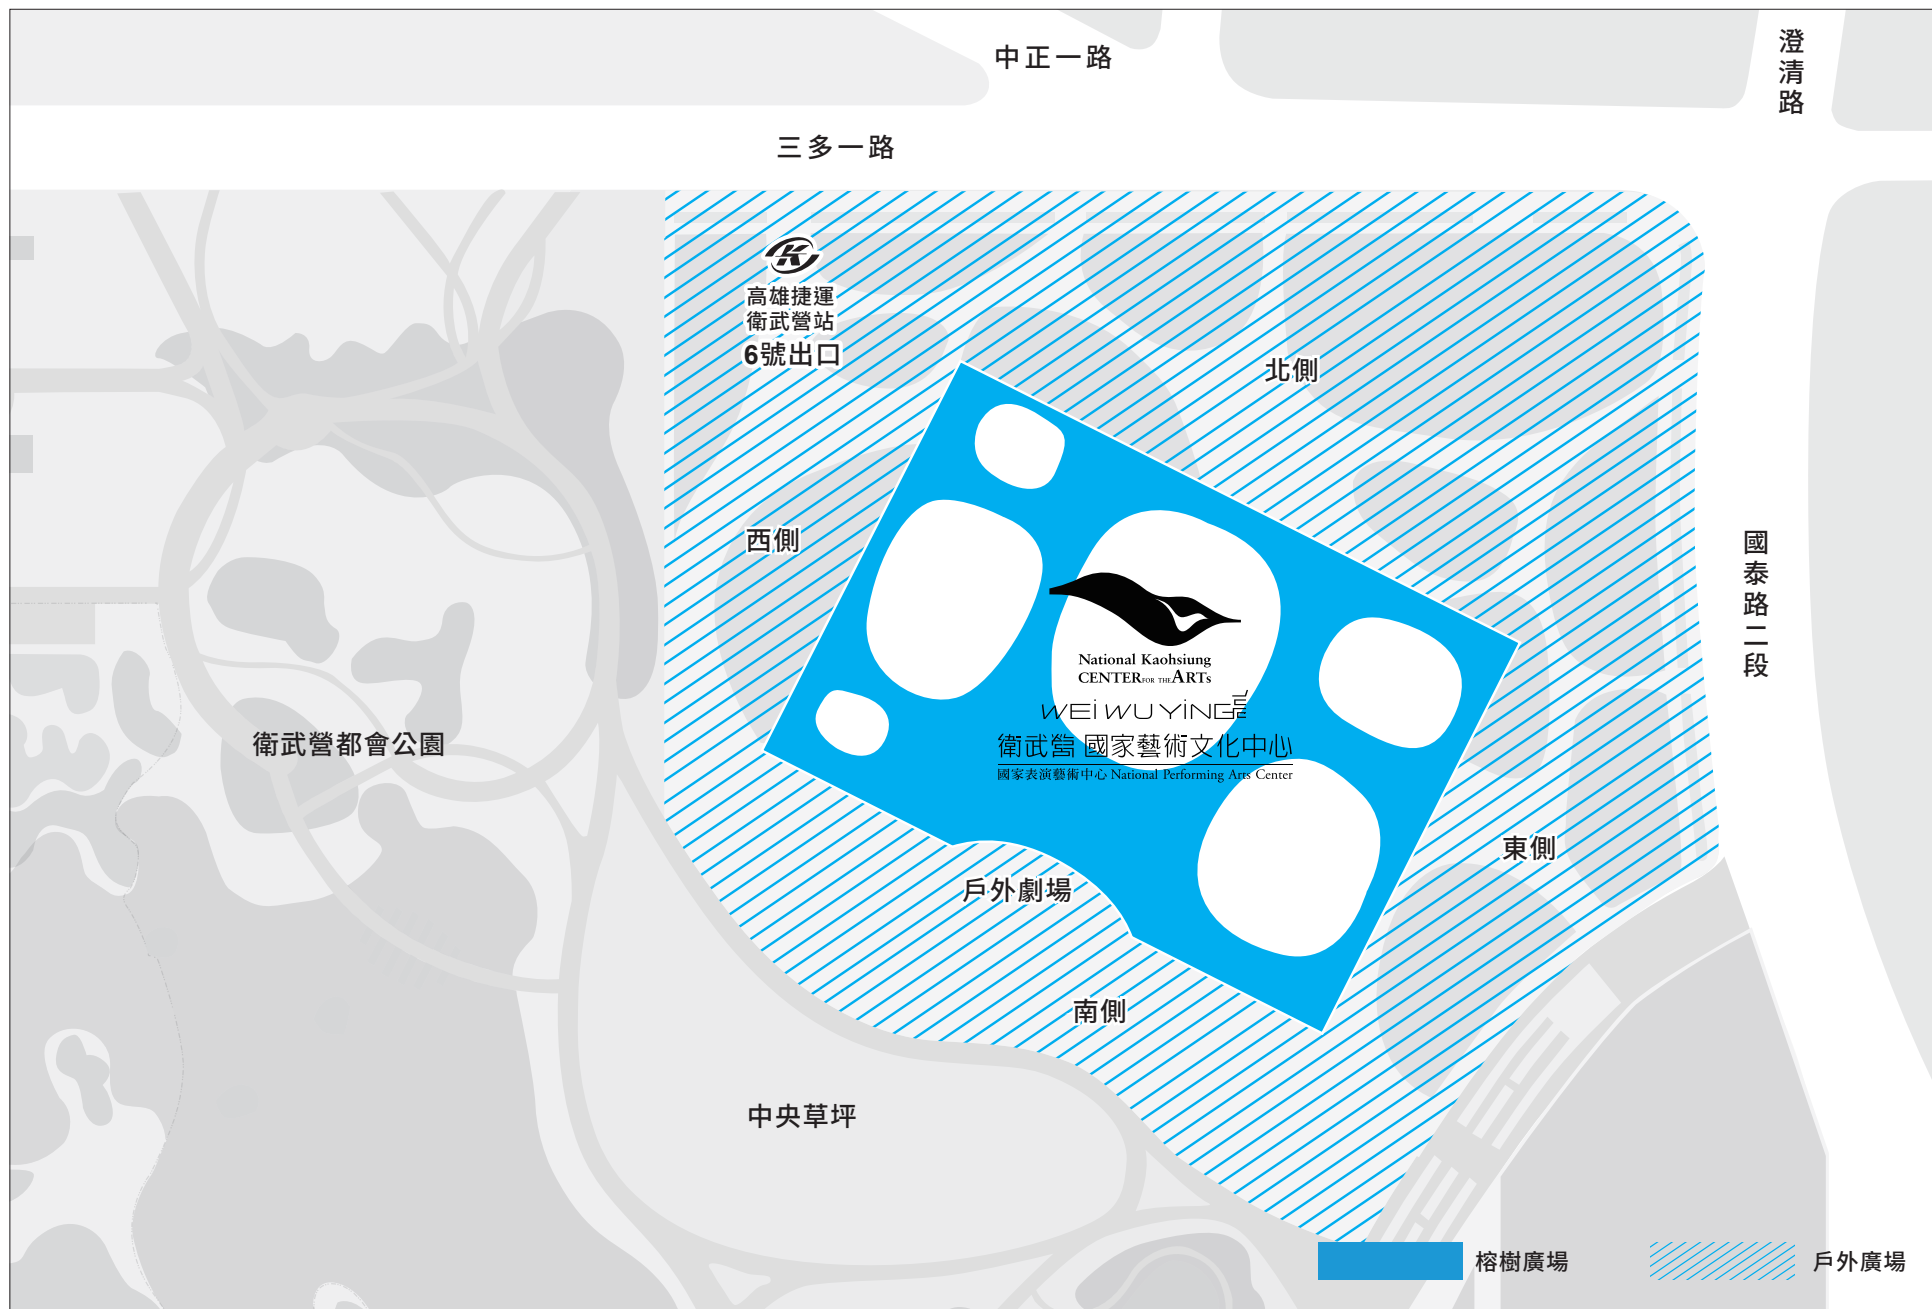 中正一路
澄清路
三多一路
高雄捷運
衛武營站
6號出口
北側
西側
國泰路二段
National Kaohsiung
CENTER FOR THE ARTs
WEiWUYiNG
衛武營都會公園
衛武營 國家藝術文化中心
國家表演藝術中心 National Performing Arts Center
東側
戶外劇場
南側
中央草坪
榕樹廣場
戶外廣場